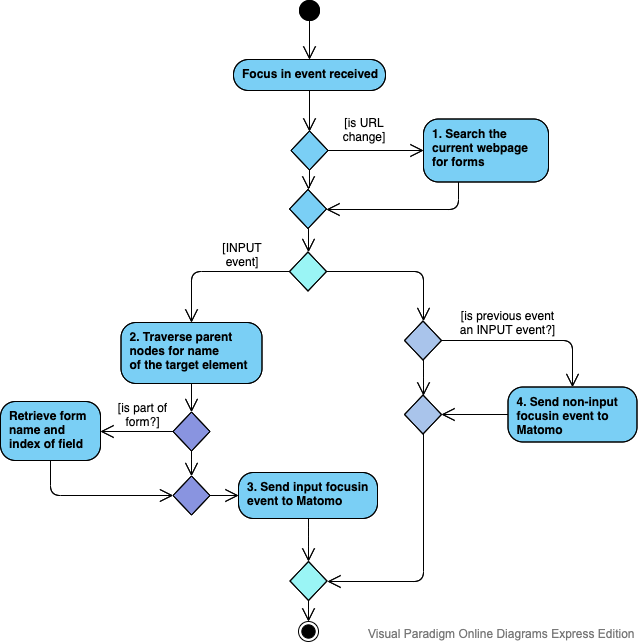 Focus in event received
[is URL
change]
1. Search the
current webpage
for forms
[INPUT
event]
[is previous event
an INPUT event?]
2. Traverse parent
nodes for name
of the target element
[is part of
form?]
Retrieve form
name and
index of field
4. Send non-input
focusin event to
Matomo
3. Send input focusin
event to Matomo
Visual Paradigm Online Diagrams Express Edition